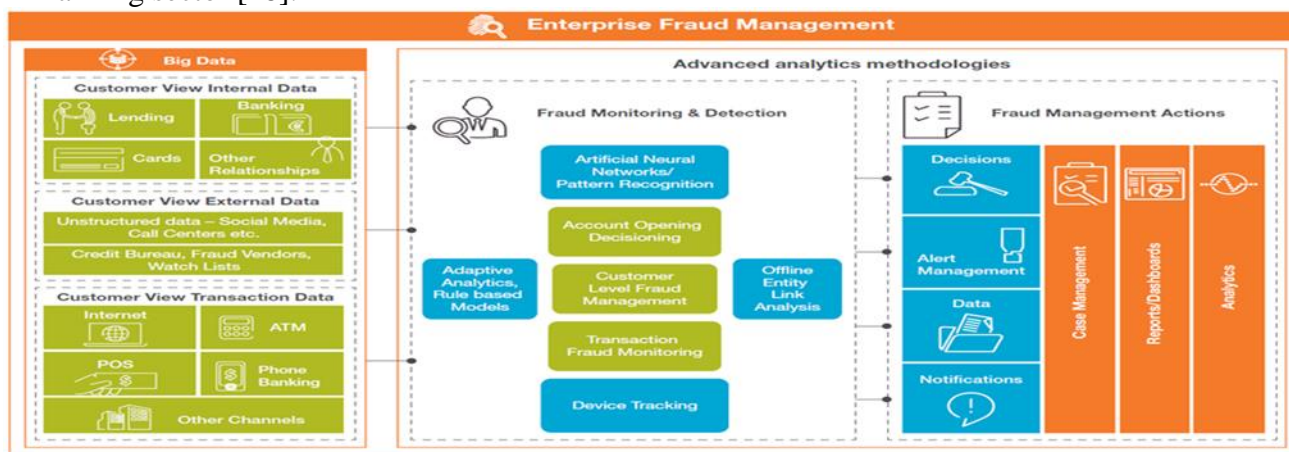 Enterprise Fraud Management
Big Data
Customer View Internal Data
Lending
Banking
Cards
Other
Relationships
Customer View External Data
Unstructured data – Social Media,
Call Centers etc.
Credit Bureau, Fraud Vendors,
Watch Lists
Customer View Transaction Data
Internet
ATM
POS
Phone
Banking
Other Channels
Advanced analytics methodologies
Fraud Monitoring & Detection
Artificial Neural
Networks/
Pattern Recognition
Account Opening
Decisioning
Adaptive
Analytics,
Rule based
Models
Customer
Level Fraud
Management
Offline
Entity
Link
Analysis
Transaction
Fraud Monitoring
Device Tracking
Fraud Management Actions
Decisions
Alert
Management
Data
Notifications
Case Management
Reports/Dashboards
Analytics